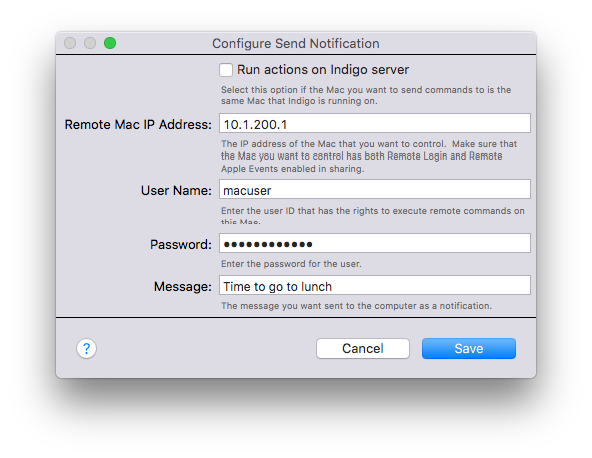 Configure Send Notification
Run actions on Indigo server
Select this option if the Mac you want to send commands to is the
same Mac that Indigo is running on.
Remote Mac IP Address: 10.1.200.1
The IP address of the Mac that you want to control. Make sure that
the Mac you want to control has both Remote Login and Remote
Apple Events enabled in sharing.
User Name: macuser
Enter the user ID that has the rights to execute remote commands on
this Mac.
Password: ●●●●●●●●●●●●
Enter the password for the user.
Message: Time to go to lunch
The message you want sent to the computer as a notification.
? Cancel Save